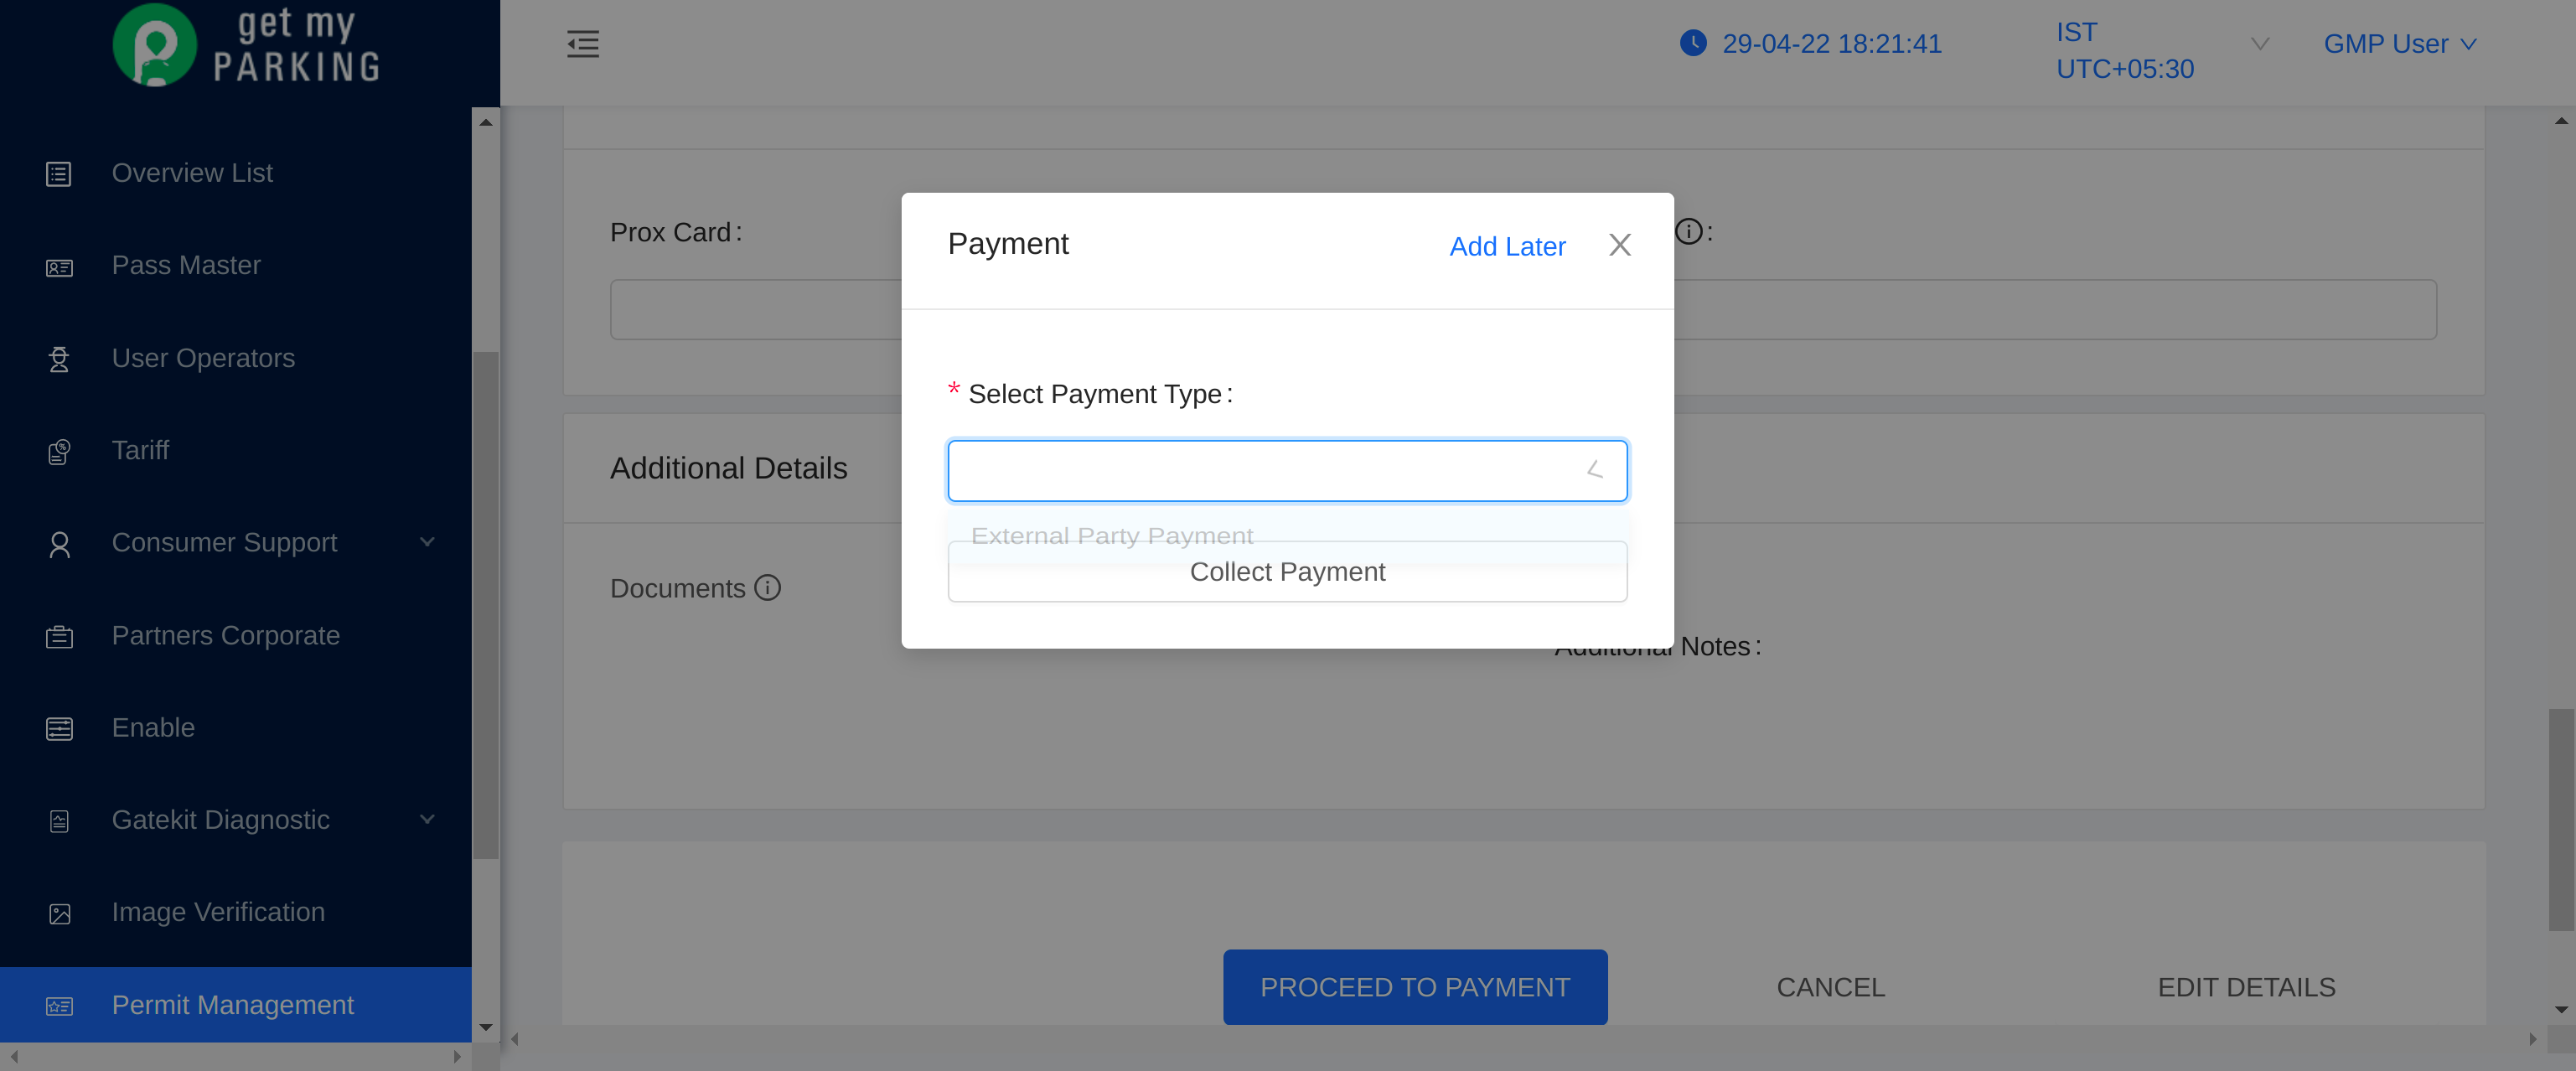 get my
PARKING
29-04-22 18:21:41
IST
UTC+05:30
GMP User
Overview List
Pass Master
User Operators
Tariff
Consumer Support
Partners Corporate
Enable
Gatekit Diagnostic
Image Verification
Permit Management
Prox Card :
:
Payment
Add Later
* Select Payment Type :
External Party Payment
Collect Payment
Additional Details
Documents
Additional Notes :
PROCEED TO PAYMENT
CANCEL
EDIT DETAILS